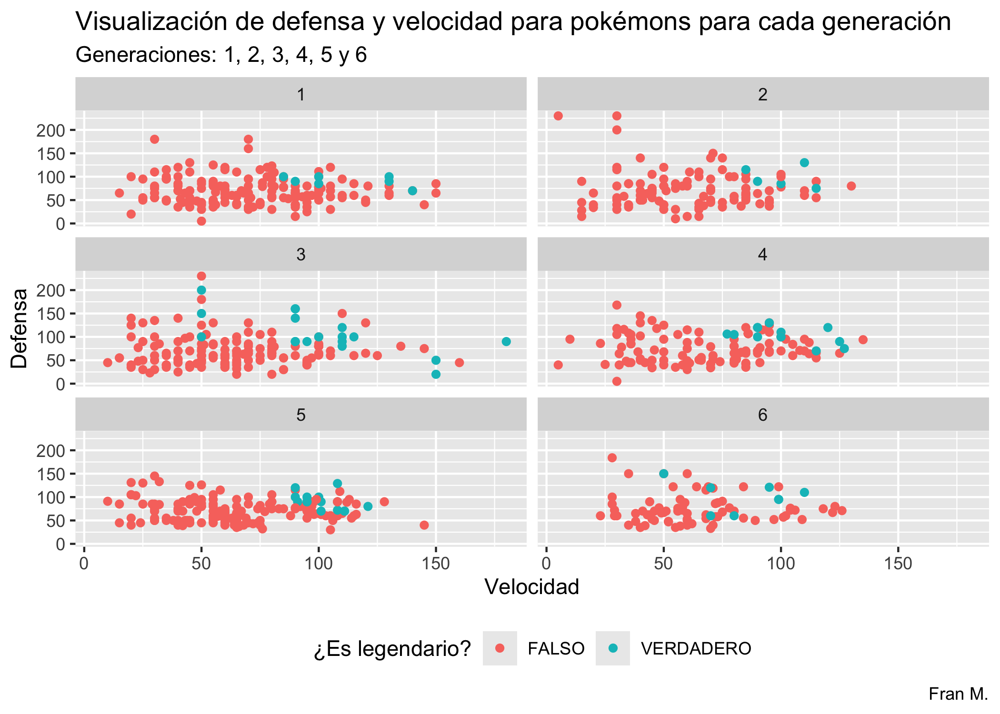 Visualización de defensa y velocidad para pokémons para cada generación
Generaciones: 1, 2, 3, 4, 5 y 6
1
2
200
150
100
50
0
3
4
Defensa
200
150
100
50
0
5
6
200
150
100
50
0
0 50 100 150
0 50 100 150
Velocidad
¿Es legendario? FALSO VERDADERO
Fran M.